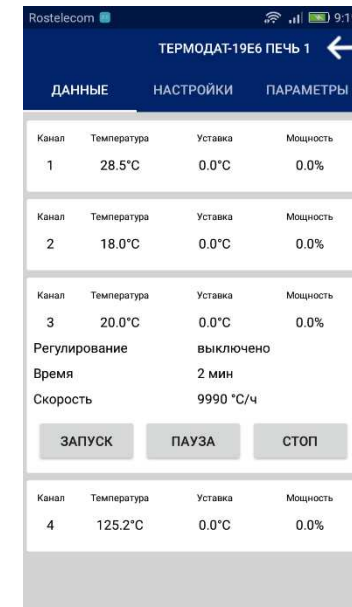 Rostelecom 9:1
ТЕРМОДАТ-19Е6 ПЕЧЬ 1
ДАННЫЕ НАСТРОЙКИ ПАРАМЕТРЫ
Канал Температура Уставка Мощность
1 28.5°C 0.0°C 0.0%
Канал Температура Уставка Мощность
2 18.0°C 0.0°C 0.0%
Канал Температура Уставка Мощность
3 20.0°C 0.0°C 0.0%
Регулирование выключено
Время 2 мин
Скорость 9990 °C/ч
ЗАПУСК ПАУЗА СТОП
Канал Температура Уставка Мощность
4 125.2°C 0.0°C 0.0%